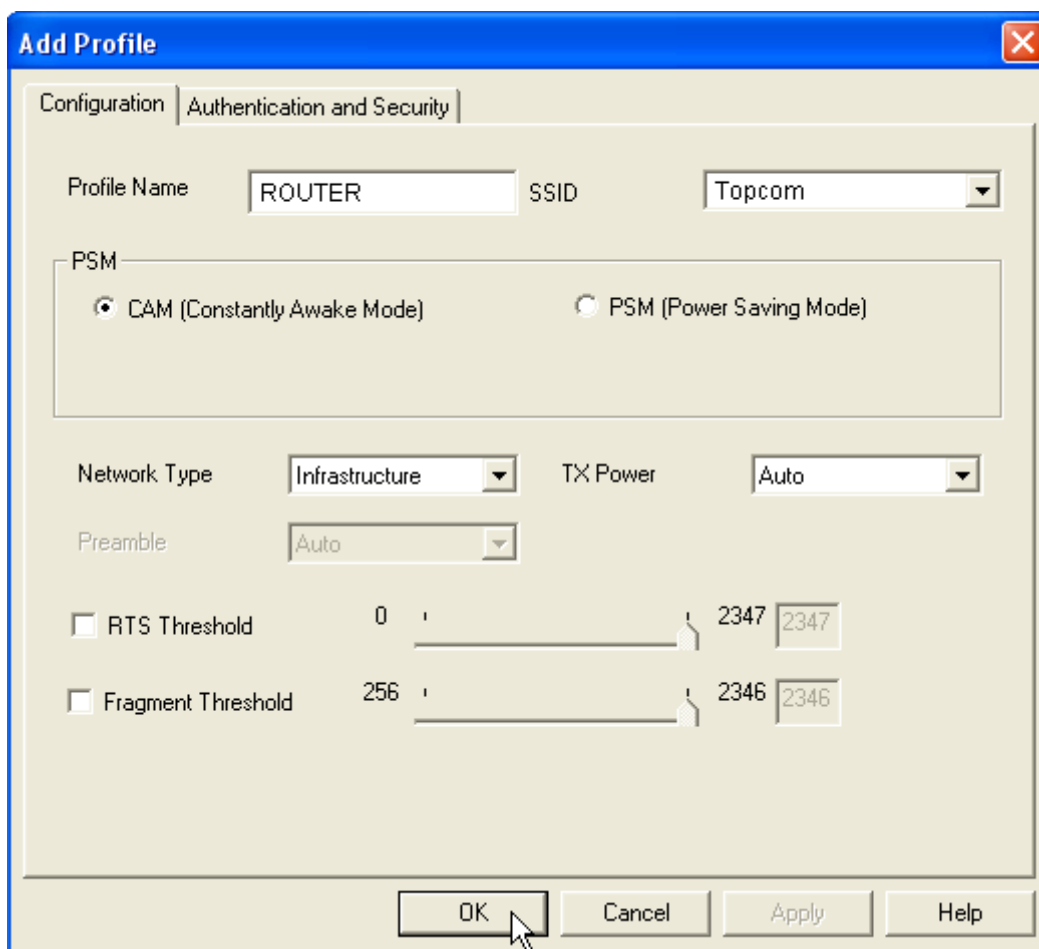 Add Profile
Configuration Authentication and Security
Profile Name ROUTER SSID Topcom
PSM
CAM (Constantly Awake Mode) PSM (Power Saving Mode)
Network Type Infrastructure TX Power Auto
Preamble Auto
RTS Threshold 0 2347 2347
Fragment Threshold 256 2346 2346
OK Cancel Apply Help